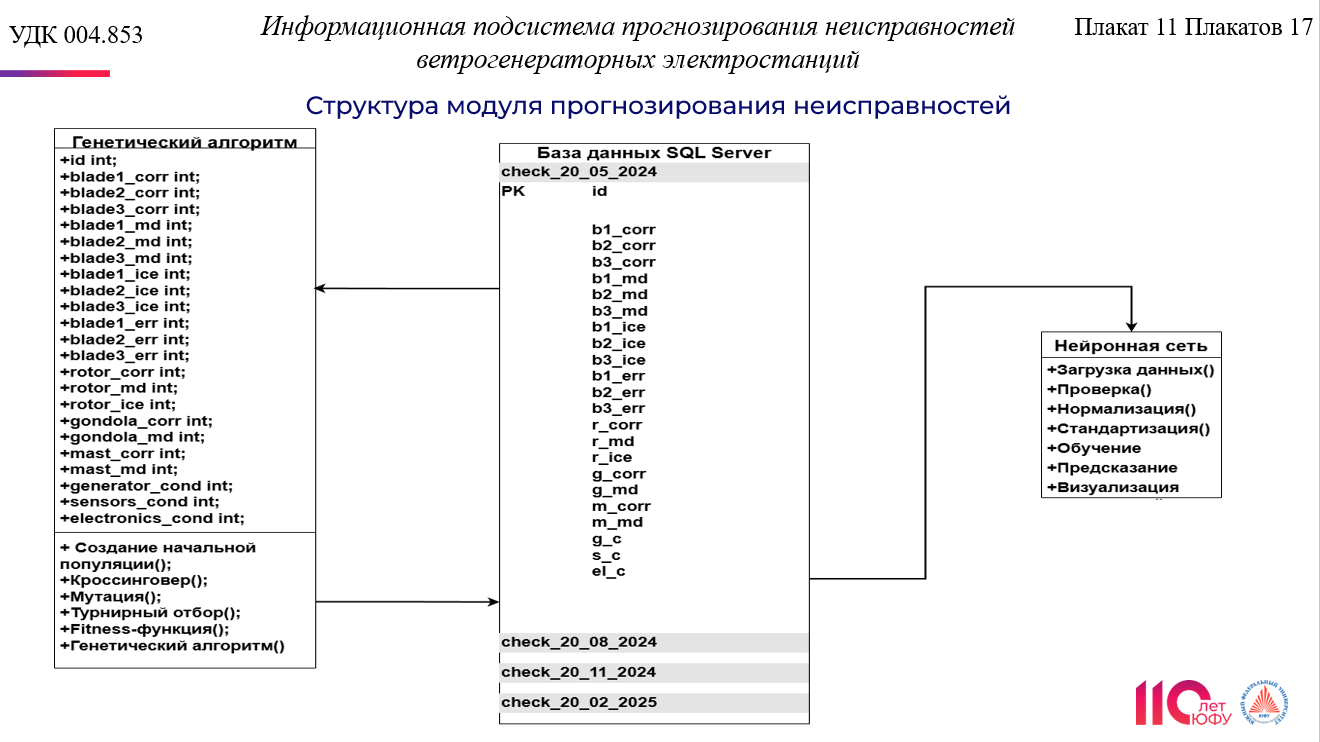 УДК 004.853
Информационная подсистема прогнозирования неисправностей
ветрогенераторных электростанций
Плакат 11 Плакатов 17
Структура модуля прогнозирования неисправностей
Генетический алгоритм
+id int;
+blade1_corr int;
+blade2_corr int;
+blade3_corr int;
+blade1_md int;
+blade2_md int;
+blade3_md int;
+blade1_ice int;
+blade2_ice int;
+blade3_ice int;
+blade1_err int;
+blade2_err int;
+blade3_err int;
+rotor_corr int;
+rotor_md int;
+rotor_ice int;
+gondola_corr int;
+gondola_md int;
+mast_corr int;
+mast_md int;
+generator_cond int;
+sensors_cond int;
+electronics_cond int;
+ Создание начальной
популяции();
+Кроссинговер();
+Мутация();
+Турнирный отбор();
+Fitness-функция();
+Генетический алгоритм()
База данных SQL Server
check_20_05_2024
PK id
b1_corr
b2_corr
b3_corr
b1_md
b2_md
b3_md
b1_ice
b2_ice
b3_ice
b1_err
b2_err
b3_err
r_corr
r_md
r_ice
g_corr
g_md
m_corr
m_md
g_c
s_c
el_c
check_20_08_2024
check_20_11_2024
check_20_02_2025
Нейронная сеть
+Загрузка данных()
+Проверка()
+Нормализация()
+Стандартизация()
+Обучение
+Предсказание
+Визуализация
110 лет
ЮФУ
ЮЖНЫЙ ФЕДЕРАЛЬНЫЙ УНИВЕРСИТЕТ
ЮФУ